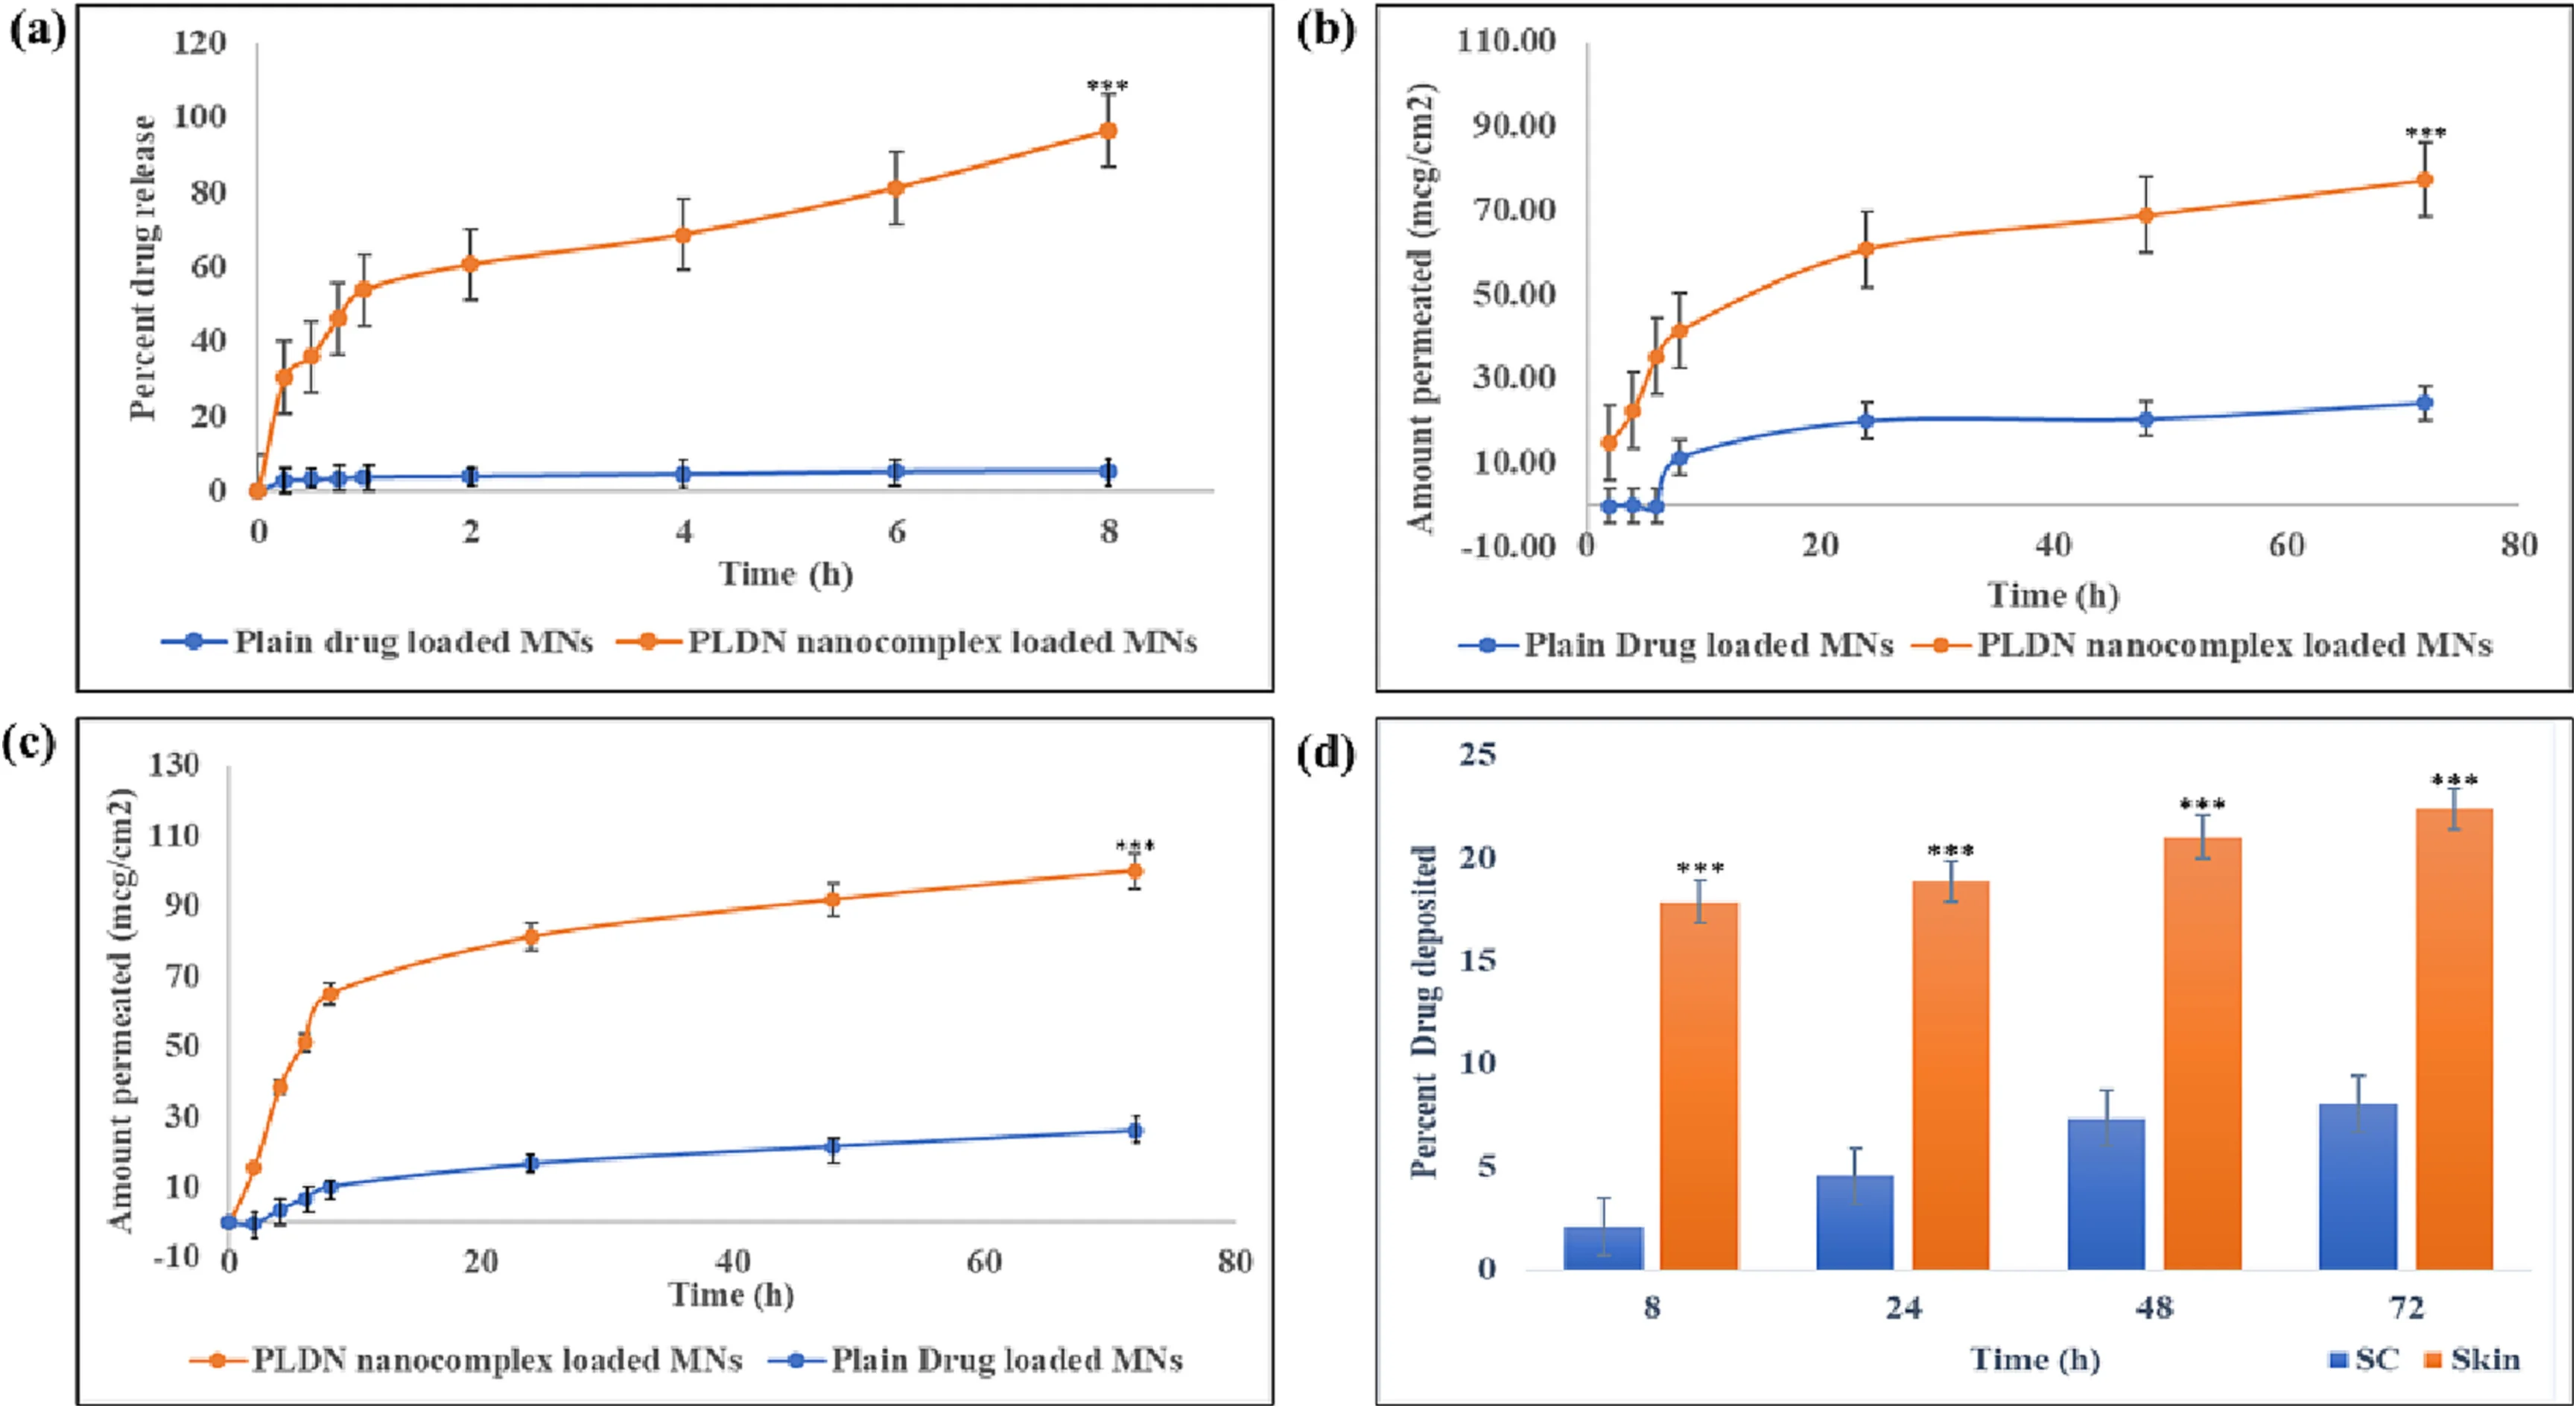 (a)
120
100
80
60
40
20
0
Percent drug release
***
0 2 4 6 8
Time (h)
Plain drug loaded MNs PLDN nanocomplex loaded MNs
(b)
110.00
90.00
70.00
50.00
30.00
10.00
-10.00
Amount permeated (mcg/cm2)
***
0 20 40 60 80
Time (h)
Plain Drug loaded MNs PLDN nanocomplex loaded MNs
(c)
130
110
90
70
50
30
10
-10
Amount permeated (mcg/cm2)
***
0 20 40 60 80
Time (h)
PLDN nanocomplex loaded MNs Plain Drug loaded MNs
(d)
25
20
15
10
5
0
Percent Drug deposited
*** *** *** ***
8 24 48 72
Time (h)
SC Skin